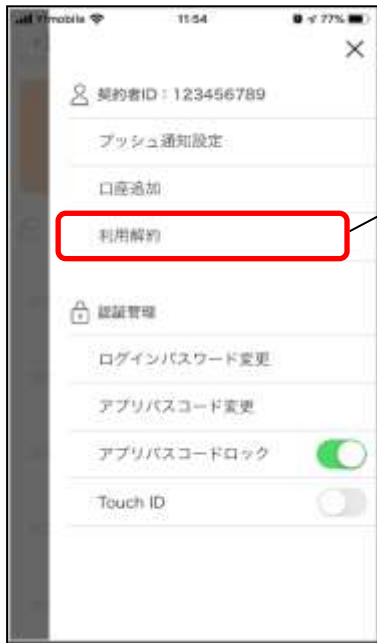 Y!mobile 11:54 77%
契約者ID：123456789
プッシュ通知設定
口座追加
利用解約
認証管理
ログインパスワード変更
アプリパスコード変更
アプリパスコードロック
Touch ID